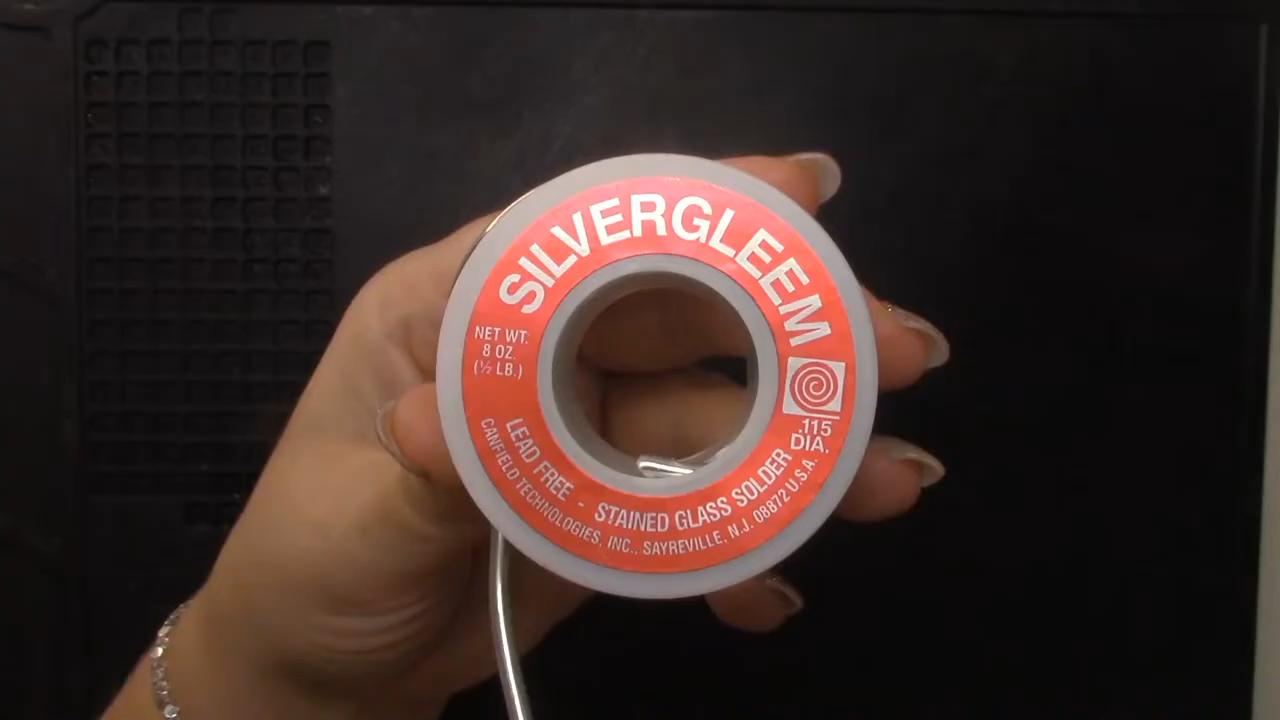 SILVERGLEEM
NET WT.
8 OZ.
(½ LB.)
.115
DIA.
LEAD FREE - STAINED GLASS SOLDER
CANFIELD TECHNOLOGIES, INC., SAYREVILLE, N.J. 08872 U.S.A.